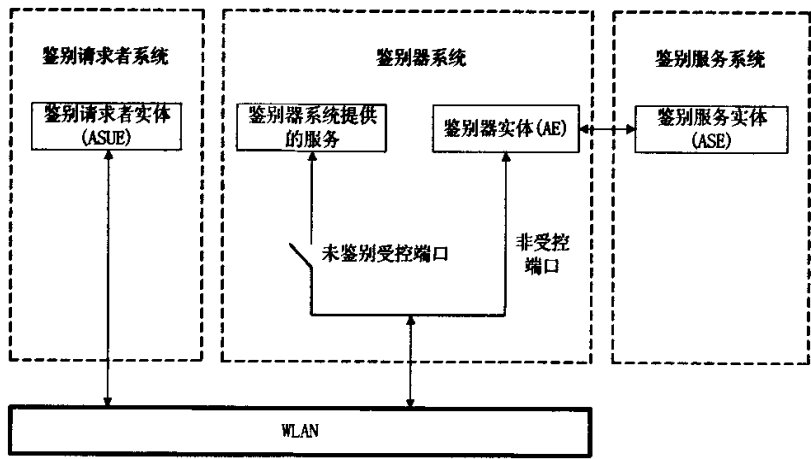 鉴别请求者系统
鉴别请求者实体
(ASUE)
鉴别器系统
鉴别器系统提供
的服务
鉴别器实体(AE)
未鉴别受控端口
非受控
端口
鉴别服务系统
鉴别服务实体
(ASE)
WLAN